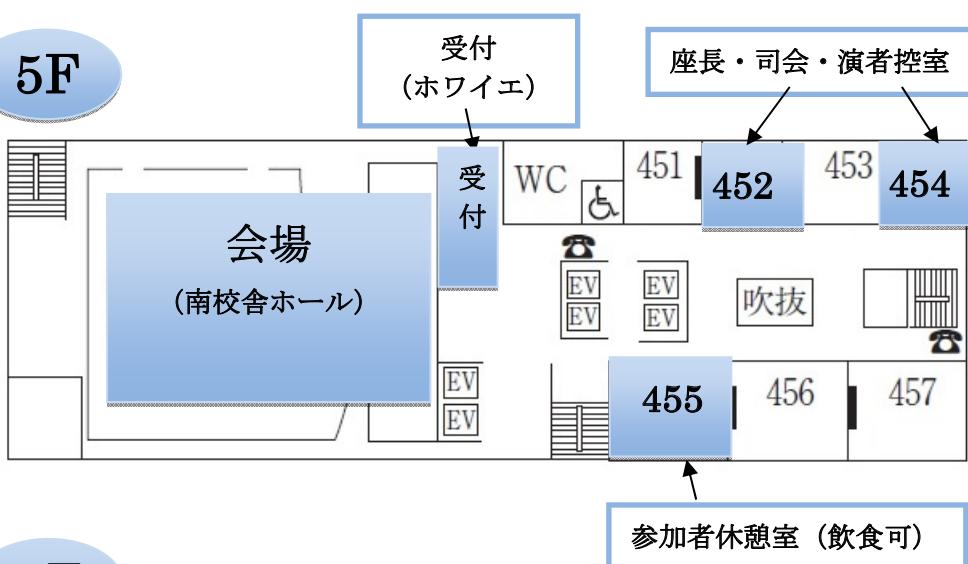 5F
受付
（ホワイエ）
座長・司会・演者控室
受
付
WC
451
452
453
454
会場
（南校舎ホール）
EV
EV
EV
EV
吹抜
EV
EV
455
456
457
参加者休憩室（飲食可）